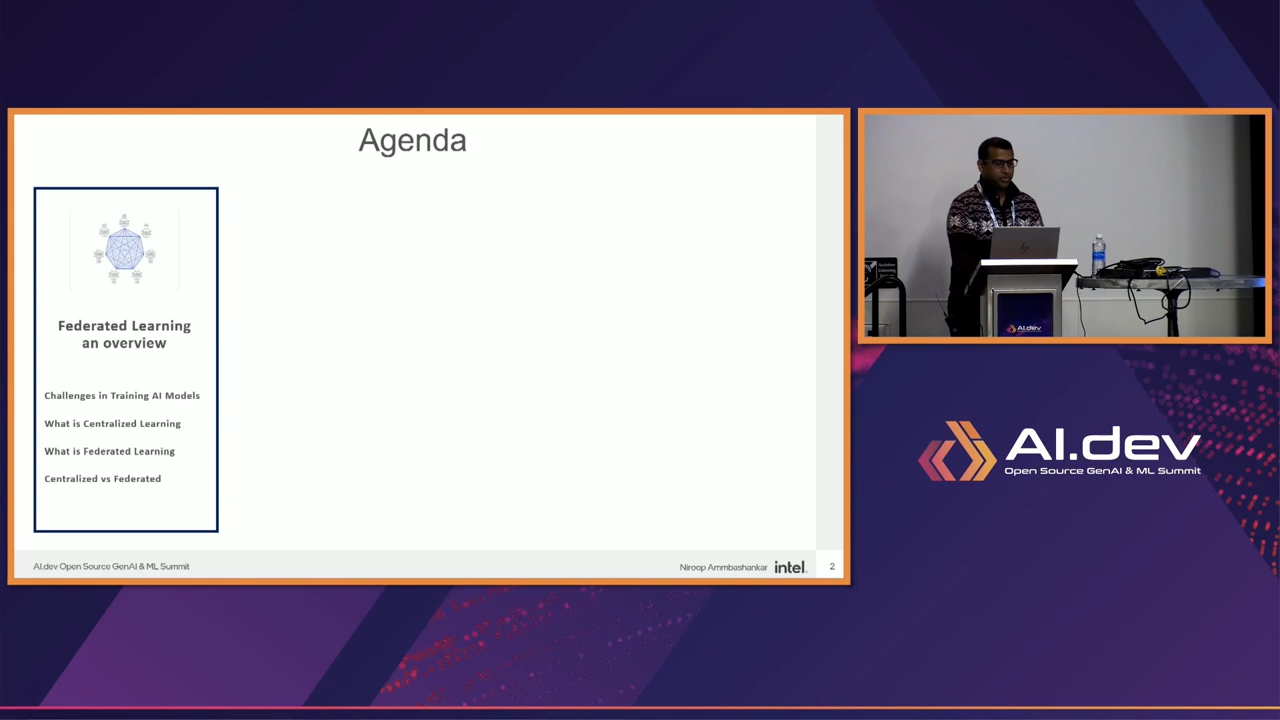 Agenda
Federated Learning
an overview
Challenges in Training AI Models
What is Centralized Learning
What is Federated Learning
Centralized vs Federated
AI.dev Open Source GenAI & ML Summit
Niroop Ammbashankar
intel.
2
AI.dev
AI.dev
Open Source GenAI & ML Summit